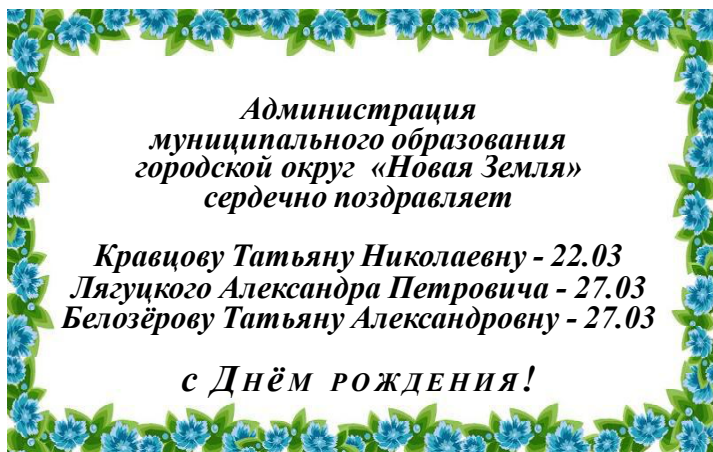 Администрация
муниципального образования
городской округ «Новая Земля»
сердечно поздравляет
Кравцову Татьяну Николаевну - 22.03
Лягуцкого Александра Петровича - 27.03
Белозёрову Татьяну Александровну - 27.03
с Днём рождения!